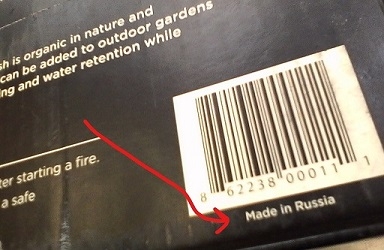 sh is organic in nature and
can be added to outdoor gardens
ing and water retention while
ter starting a fire.
a safe
8 62238 00011 1
Made in Russia